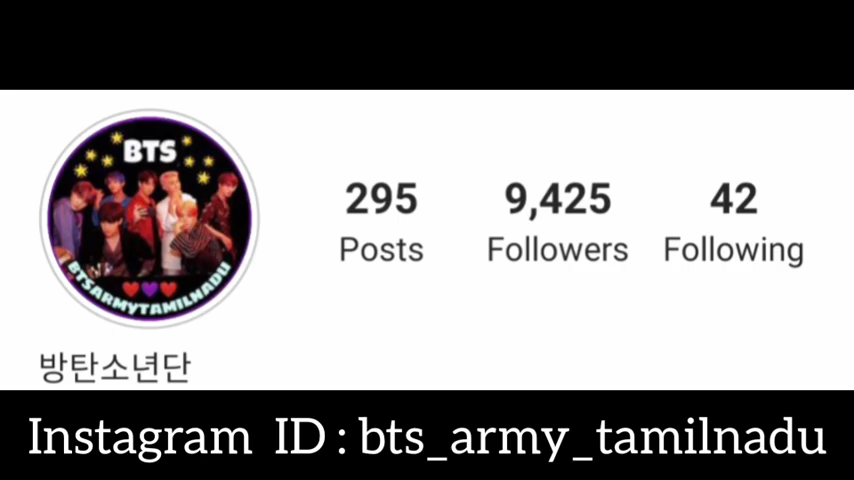 BTS
BTSARMYTAMILNADU
295 9,425 42
Posts Followers Following
방탄소년단
Instagram ID : bts_army_tamilnadu